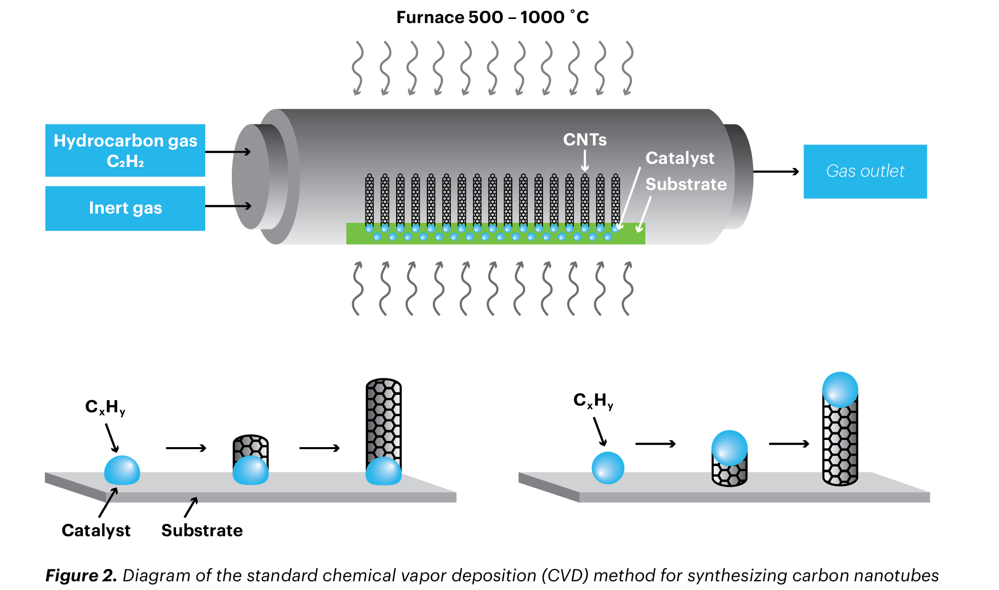 Furnace 500 – 1000 ˚C
Hydrocarbon gas
C₂H₂
Inert gas
CNTs
Catalyst
Substrate
Gas outlet
CₓHᵧ
Catalyst
Substrate
CₓHᵧ
Figure 2. Diagram of the standard chemical vapor deposition (CVD) method for synthesizing carbon nanotubes